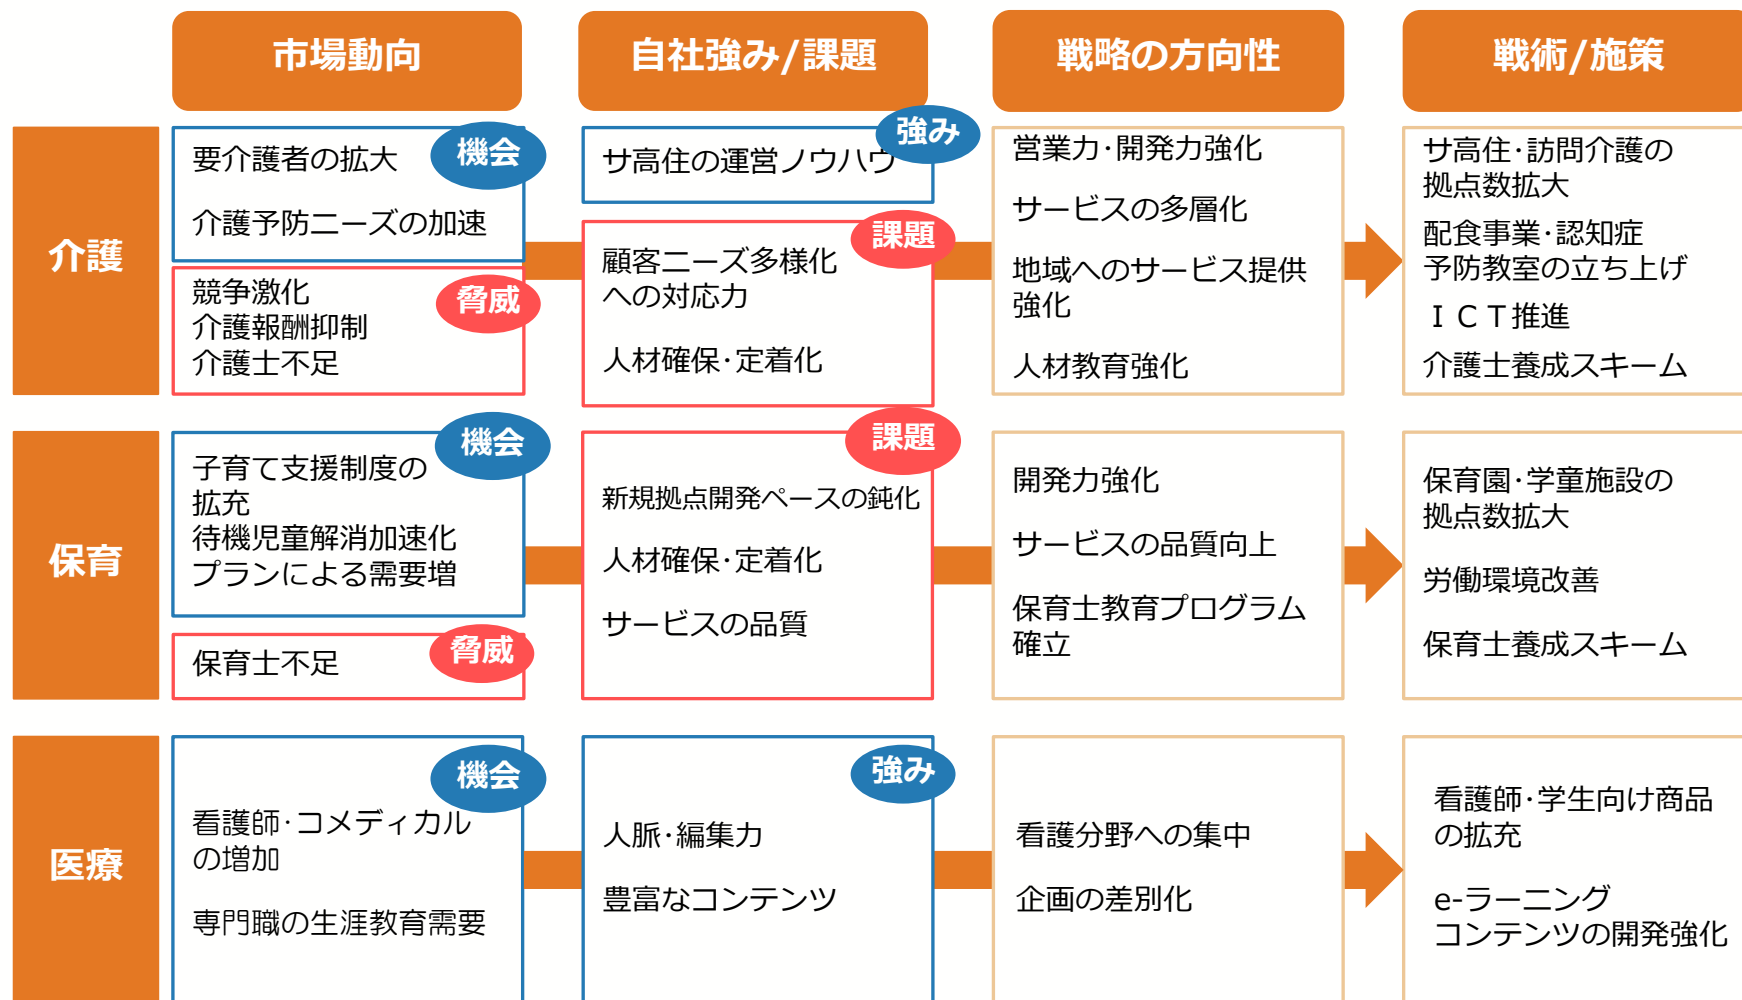 市場動向
自社強み/課題
戦略の方向性
戦術/施策
介護
機会
要介護者の拡大
介護予防ニーズの加速
脅威
競争激化
介護報酬抑制
介護士不足
強み
サ高住の運営ノウハウ
課題
顧客ニーズ多様化
への対応力
人材確保･定着化
営業力･開発力強化
サービスの多層化
地域へのサービス提供
強化
人材教育強化
サ高住･訪問介護の
拠点数拡大
配食事業･認知症
予防教室の立ち上げ
ＩＣＴ推進
介護士養成スキーム
保育
機会
子育て支援制度の
拡充
待機児童解消加速化
プランによる需要増
脅威
保育士不足
課題
新規拠点開発ペースの鈍化
人材確保･定着化
サービスの品質
開発力強化
サービスの品質向上
保育士教育プログラム
確立
保育園･学童施設の
拠点数拡大
労働環境改善
保育士養成スキーム
医療
機会
看護師･コメディカル
の増加
専門職の生涯教育需要
強み
人脈･編集力
豊富なコンテンツ
看護分野への集中
企画の差別化
看護師･学生向け商品
の拡充
e-ラーニング
コンテンツの開発強化